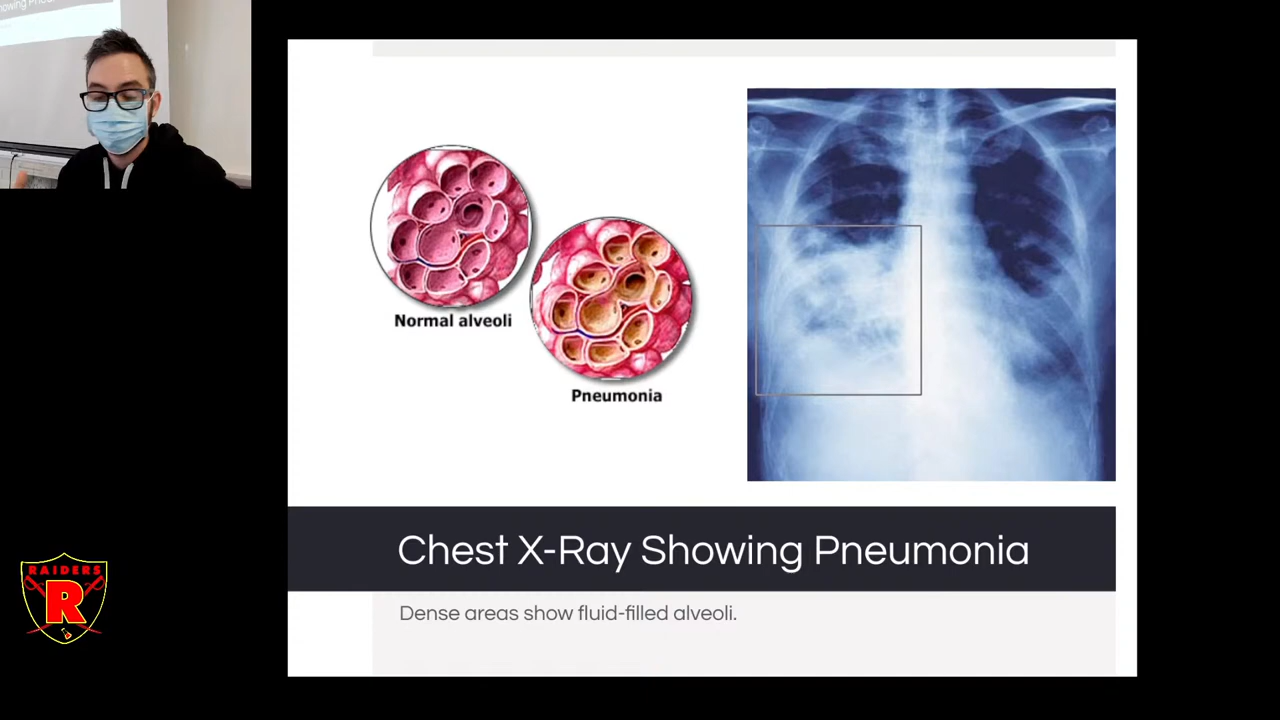 Normal alveoli
Pneumonia
Chest X-Ray Showing Pneumonia
Dense areas show fluid-filled alveoli.
RAIDERS
R